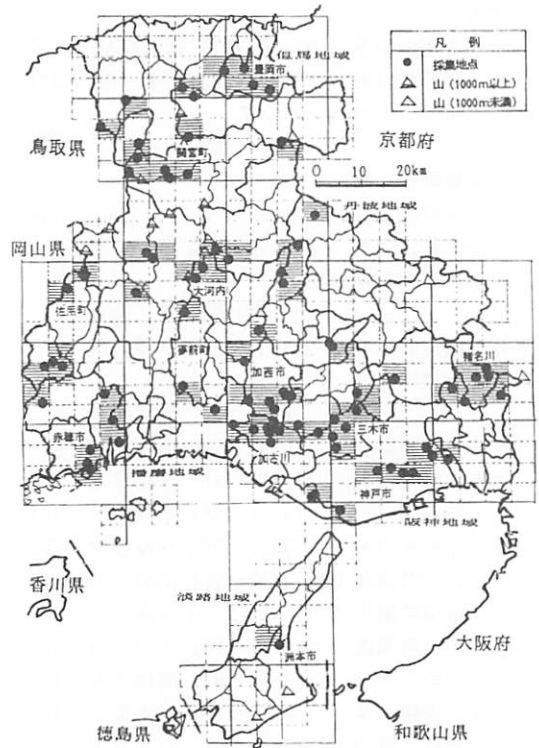 凡 例
採集地点
山 (1000m以上)
山 (1000m未満)
但馬地域
豊岡市
鳥取県
関宮町
京都府
0 10 20km
丹波地域
岡山県
大河内
佐用町
夢前町
加西市
猪名川
赤穂市
三木市
播磨地域
加古川
神戸市
阪神地域
香川県
淡路地域
洲本市
大阪府
徳島県
和歌山県